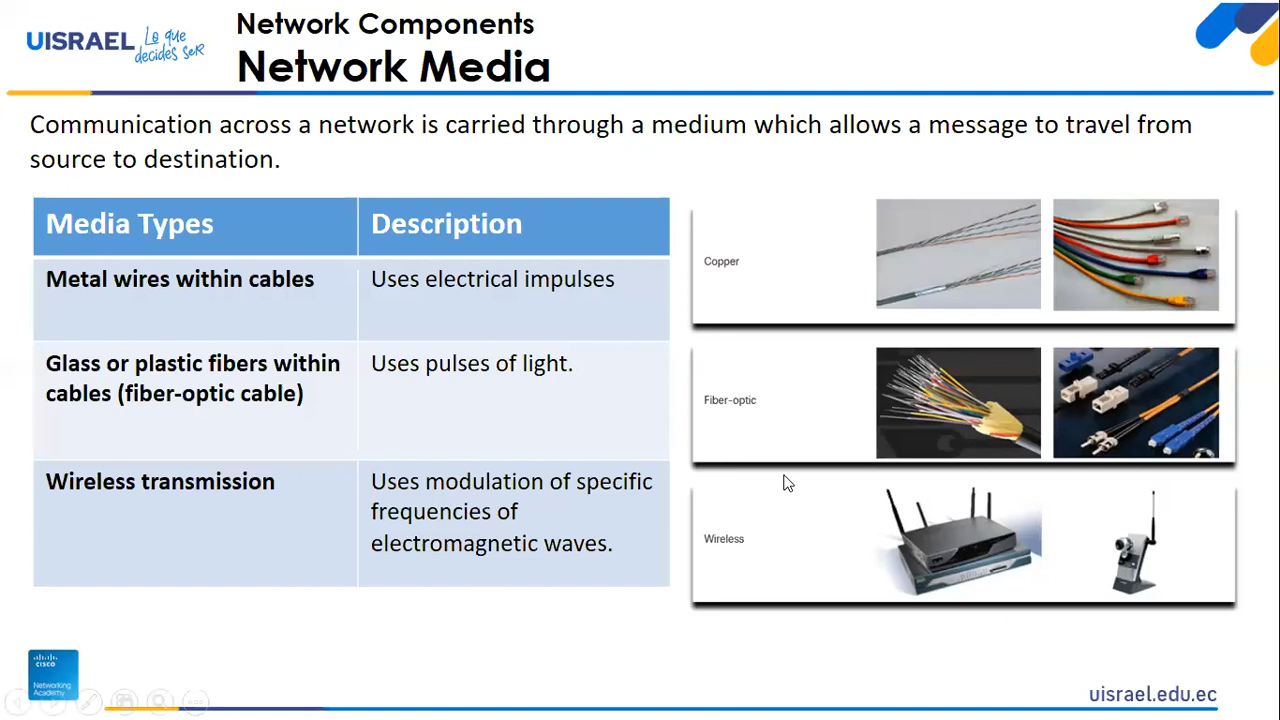 UISRAEL
Lo que
decides seR
Network Components
Network Media
Communication across a network is carried through a medium which allows a message to travel from
source to destination.
Media Types
Description
Metal wires within cables
Uses electrical impulses
Glass or plastic fibers within
cables (fiber-optic cable)
Uses pulses of light.
Wireless transmission
Uses modulation of specific
frequencies of
electromagnetic waves.
Copper
Fiber-optic
Wireless
CISCO
Networking
Academy
uisrael.edu.ec